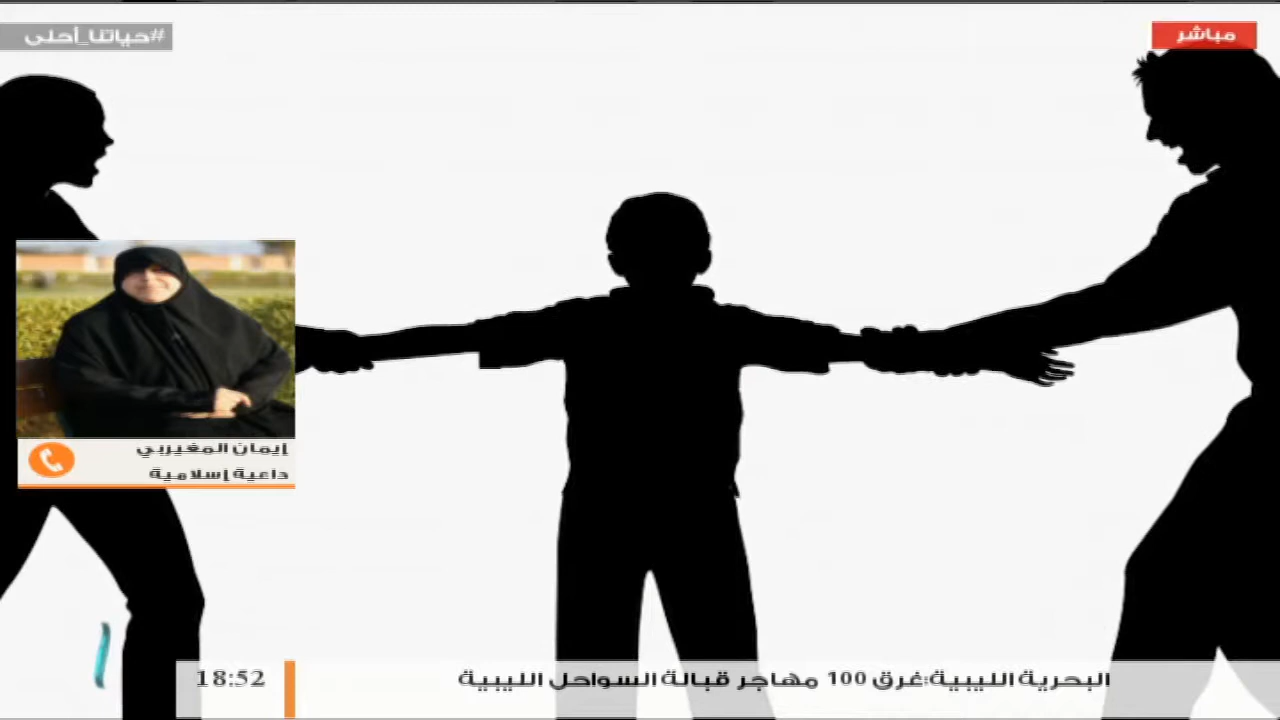 مباشر
#حياتنا_أحلى
إيمان المغيربي
داعية إسلامية
البحرية الليبية:غرق 100 مهاجر قبالة السواحل الليبية
18:52